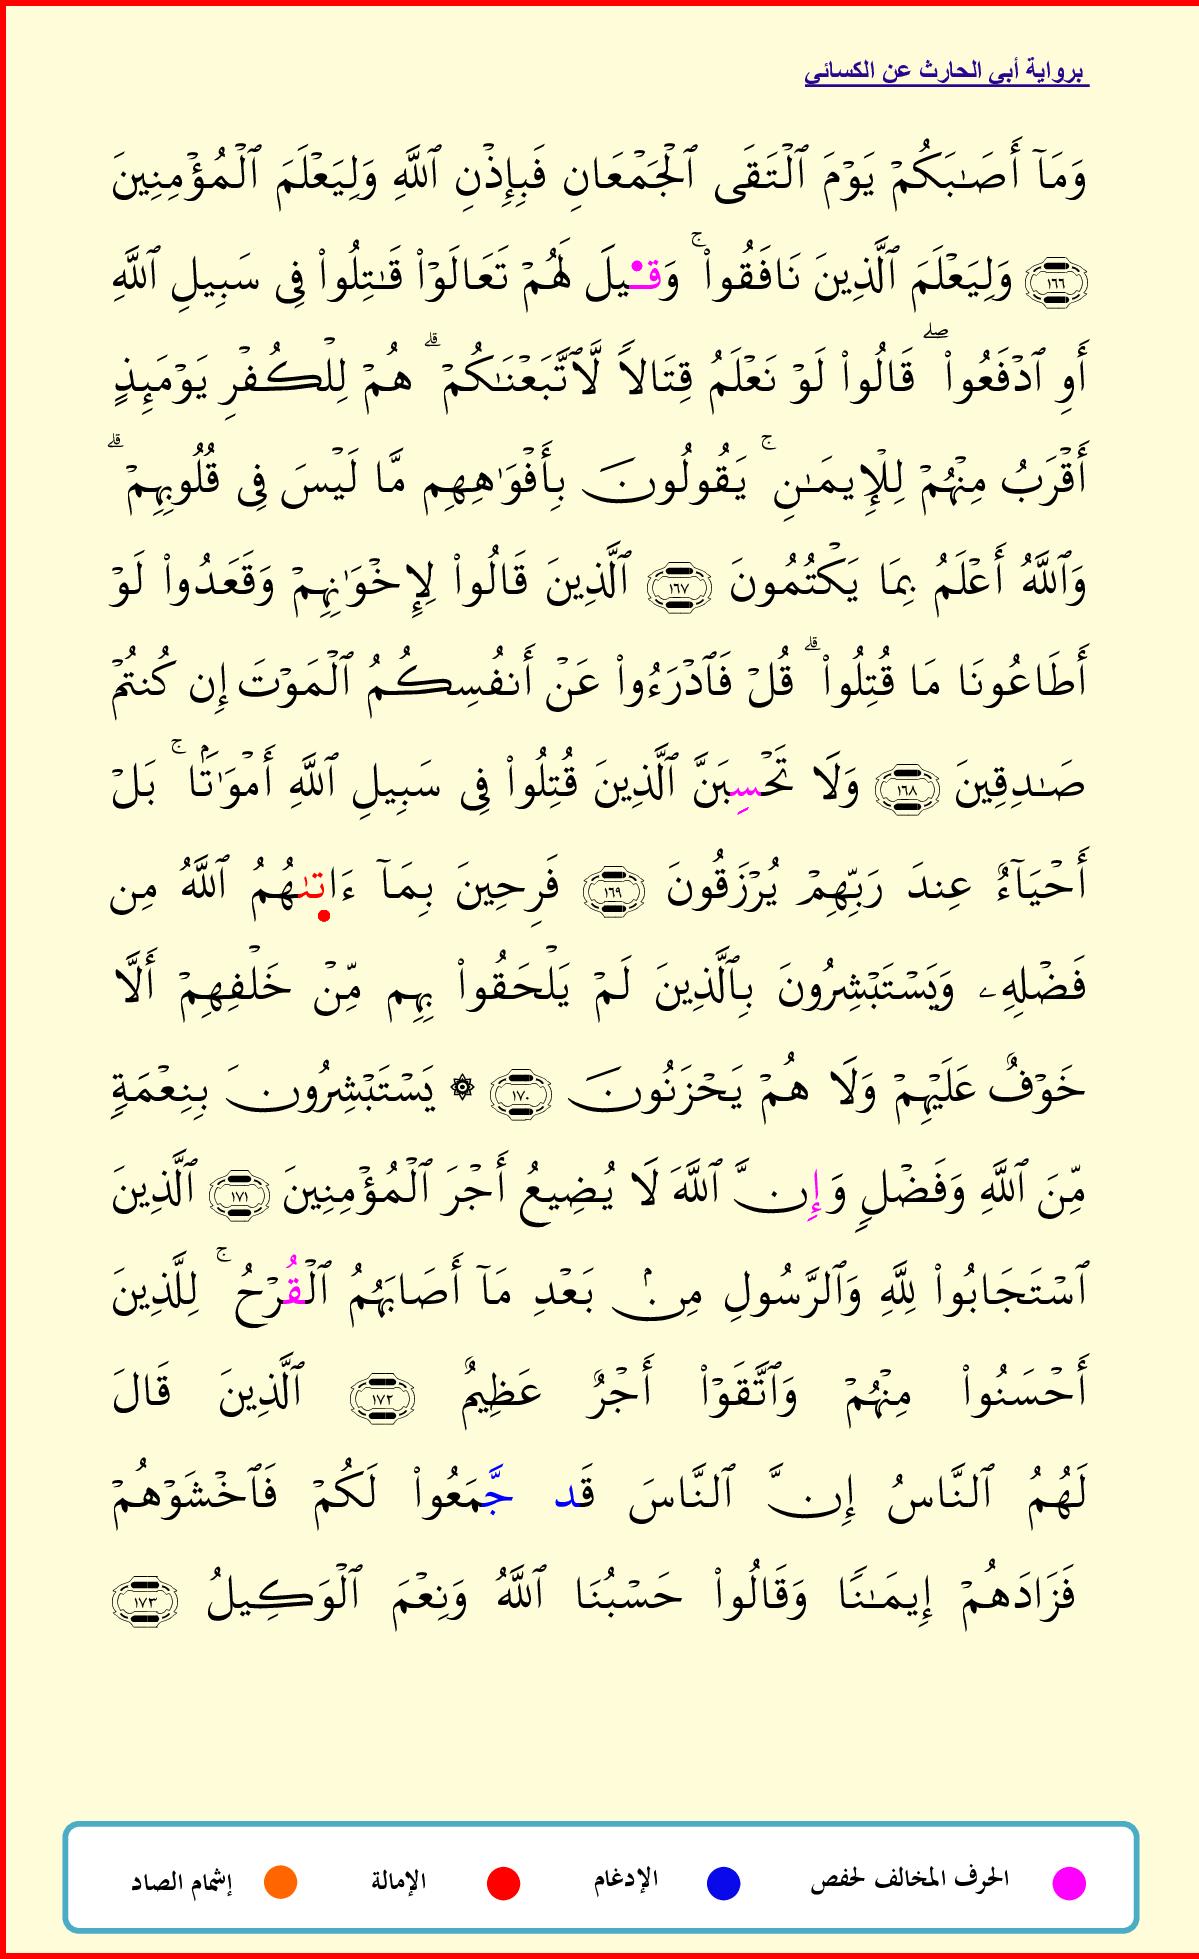 برواية أبي الحارث عن الكسائي
وَمَآ أَصَٰبَكُمْ يَوْمَ ٱلْتَقَى ٱلْجَمْعَانِ فَبِإِذْنِ ٱللَّهِ وَلِيَعْلَمَ ٱلْمُؤْمِنِينَ
١٦٦ وَلِيَعْلَمَ ٱلَّذِينَ نَافَقُوا۟ ۚ وَقِيلَ لَهُمْ تَعَالَوْا۟ قَٰتِلُوا۟ فِى سَبِيلِ ٱللَّهِ
أَوِ ٱدْفَعُوا۟ ۖ قَالُوا۟ لَوْ نَعْلَمُ قِتَالًا لَّٱتَّبَعْنَٰكُمْ ۗ هُمْ لِلْكُفْرِ يَوْمَئِذٍ
أَقْرَبُ مِنْهُمْ لِلْإِيمَٰنِ ۚ يَقُولُونَ بِأَفْوَٰهِهِم مَّا لَيْسَ فِى قُلُوبِهِمْ ۗ
وَٱللَّهُ أَعْلَمُ بِمَا يَكْتُمُونَ ١٦٧ ٱلَّذِينَ قَالُوا۟ لِإِخْوَٰنِهِمْ وَقَعَدُوا۟ لَوْ
أَطَاعُونَا مَا قُتِلُوا۟ ۗ قُلْ فَٱدْرَءُوا۟ عَنْ أَنفُسِكُمُ ٱلْمَوْتَ إِن كُنتُمْ
صَٰدِقِينَ ١٦٨ وَلَا تَحْسِبَنَّ ٱلَّذِينَ قُتِلُوا۟ فِى سَبِيلِ ٱللَّهِ أَمْوَٰتَۢا ۚ بَلْ
أَحْيَآءٌ عِندَ رَبِّهِمْ يُرْزَقُونَ ١٦٩ فَرِحِينَ بِمَآ ءَاتىٰهُمُ ٱللَّهُ مِن
فَضْلِهِۦ وَيَسْتَبْشِرُونَ بِٱلَّذِينَ لَمْ يَلْحَقُوا۟ بِهِم مِّنْ خَلْفِهِمْ أَلَّا
خَوْفٌ عَلَيْهِمْ وَلَا هُمْ يَحْزَنُونَ ١٧٠ ۞ يَسْتَبْشِرُونَ بِنِعْمَةٍ
مِّنَ ٱللَّهِ وَفَضْلٍ وَإِنَّ ٱللَّهَ لَا يُضِيعُ أَجْرَ ٱلْمُؤْمِنِينَ ١٧١ ٱلَّذِينَ
ٱسْتَجَابُوا۟ لِلَّهِ وَٱلرَّسُولِ مِنۢ بَعْدِ مَآ أَصَابَهُمُ ٱلْقُرْحُ ۚ لِلَّذِينَ
أَحْسَنُوا۟ مِنْهُمْ وَٱتَّقَوْا۟ أَجْرٌ عَظِيمٌ ١٧٢ ٱلَّذِينَ قَالَ
لَهُمُ ٱلنَّاسُ إِنَّ ٱلنَّاسَ قَد جَّمَعُوا۟ لَكُمْ فَٱخْشَوْهُمْ
فَزَادَهُمْ إِيمَٰنًا وَقَالُوا۟ حَسْبُنَا ٱللَّهُ وَنِعْمَ ٱلْوَكِيلُ ١٧٣
الحرف المخالف لحفص الإدغام الإمالة إشمام الصاد